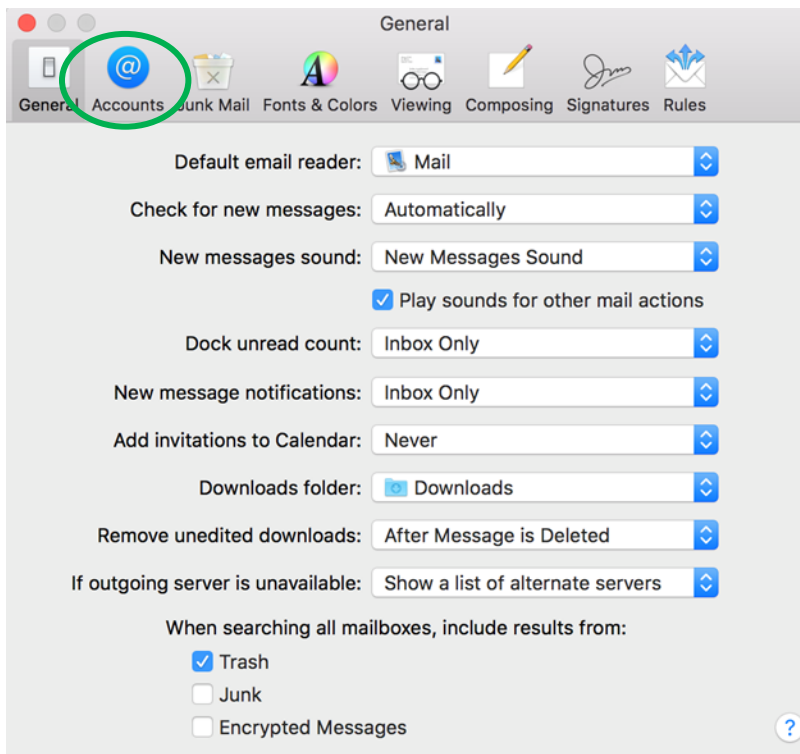 General
General Accounts Junk Mail Fonts & Colors Viewing Composing Signatures Rules
Default email reader: Mail
Check for new messages: Automatically
New messages sound: New Messages Sound
Play sounds for other mail actions
Dock unread count: Inbox Only
New message notifications: Inbox Only
Add invitations to Calendar: Never
Downloads folder: Downloads
Remove unedited downloads: After Message is Deleted
If outgoing server is unavailable: Show a list of alternate servers
When searching all mailboxes, include results from:
Trash
Junk
Encrypted Messages
?